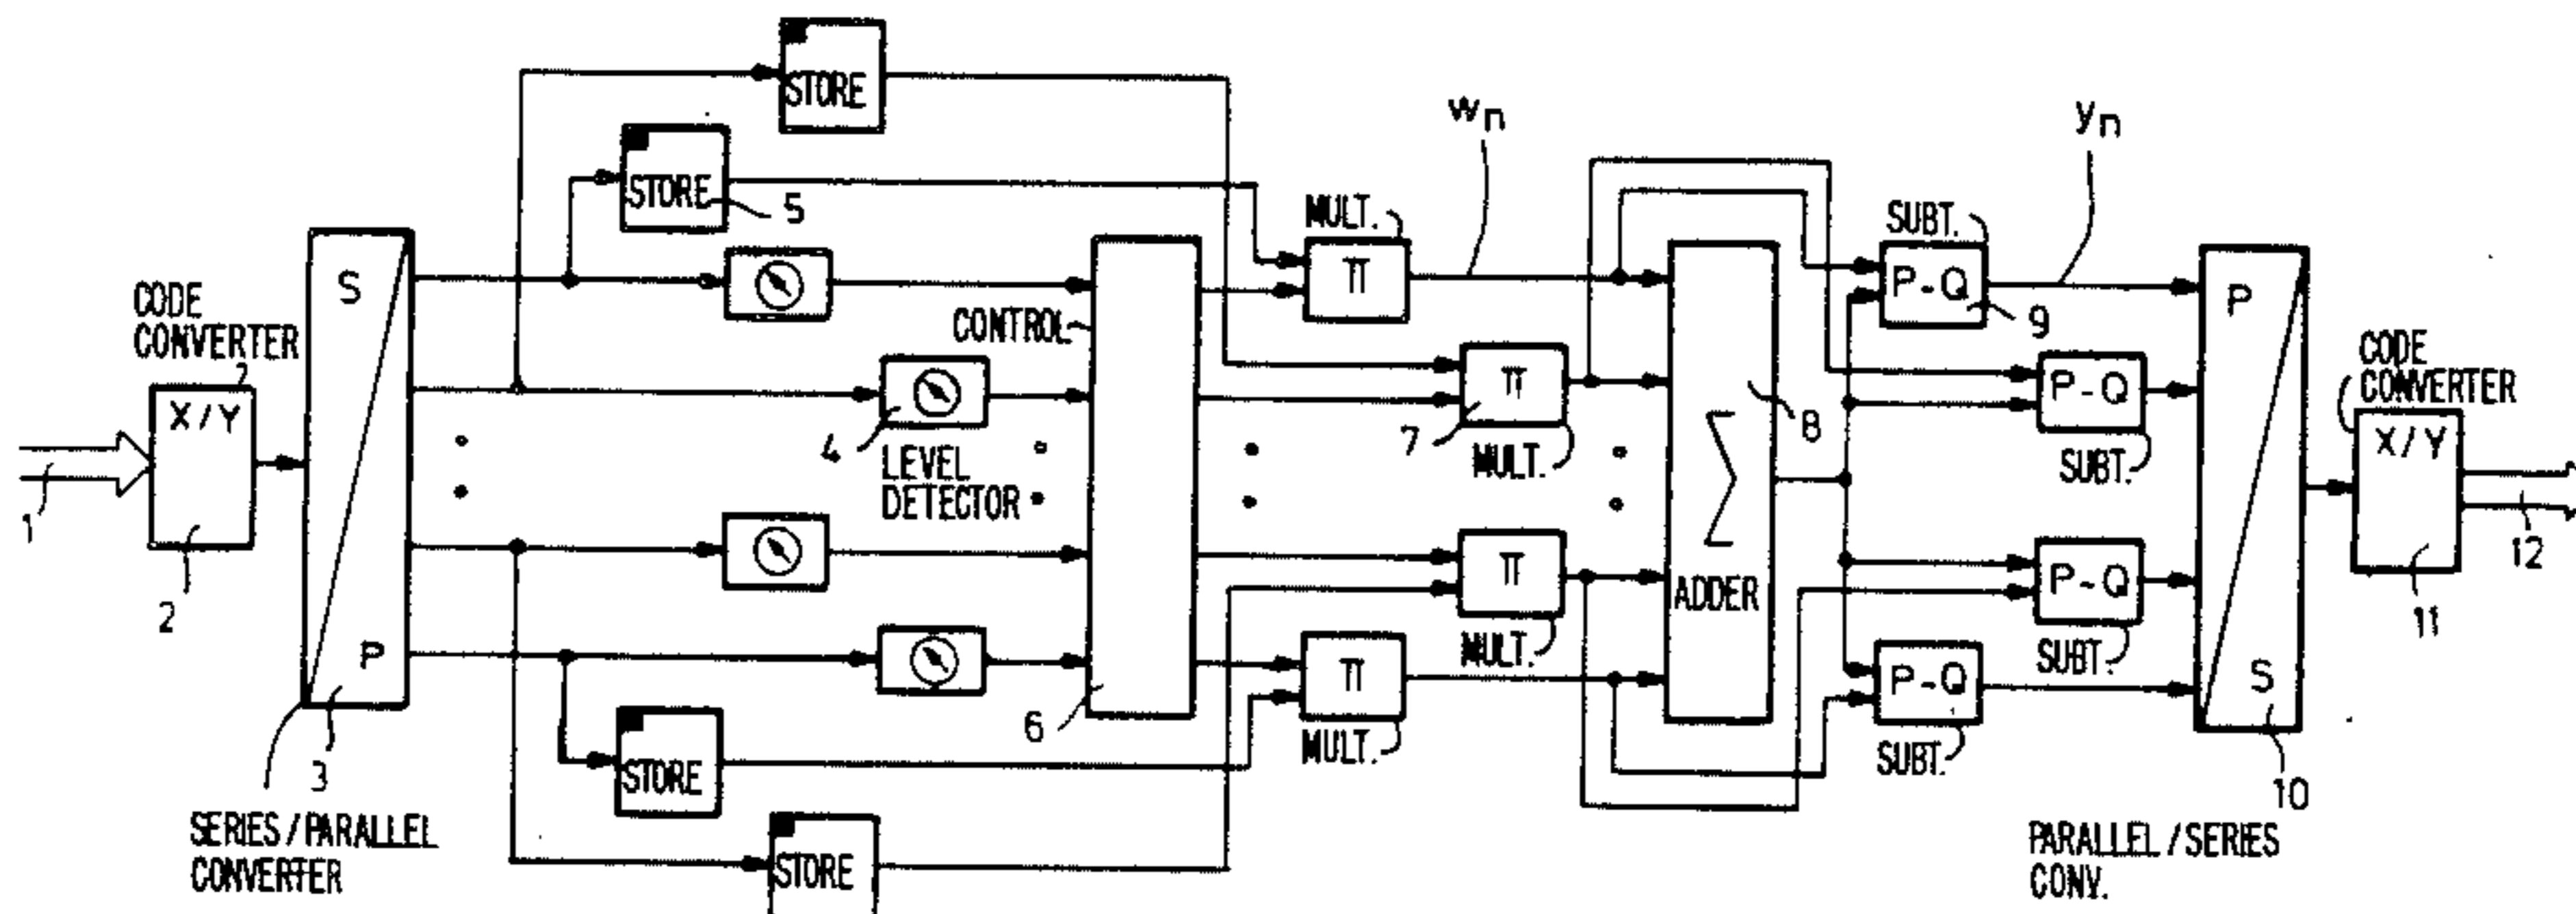 STORE
STORE
5
wn
yn
MULT.
SUBT.
S
π
P-Q
9
P
CODE
CONVERTER
X/Y
2
1
CONTROL
π
7
MULT.
8
P-Q
SUBT.
CODE
CONVERTER
X/Y
11
12
4
LEVEL
DETECTOR
Σ
ADDER
π
MULT.
P-Q
SUBT.
P
3
6
π
MULT.
P-Q
SUBT.
S
10
STORE
STORE
SERIES/PARALLEL
CONVERTER
PARALLEL/SERIES
CONV.